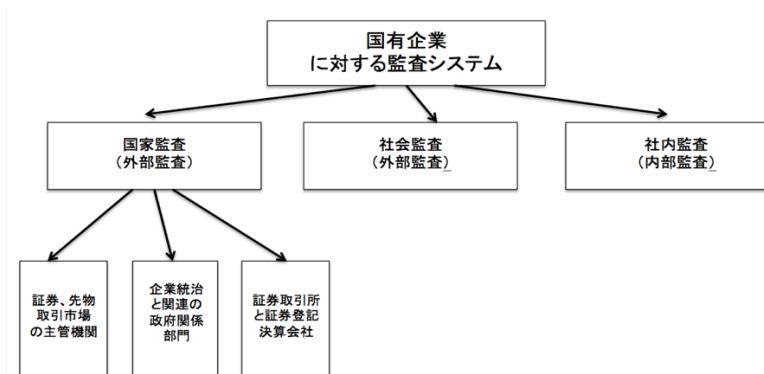 国有企業
に対する監査システム
国家監査
（外部監査）
社会監査
（外部監査）
社内監査
（内部監査）
証券、先物
取引市場
の主管機関
企業統治
と関連の
政府関係
部門
証券取引所
と証券登記
決算会社